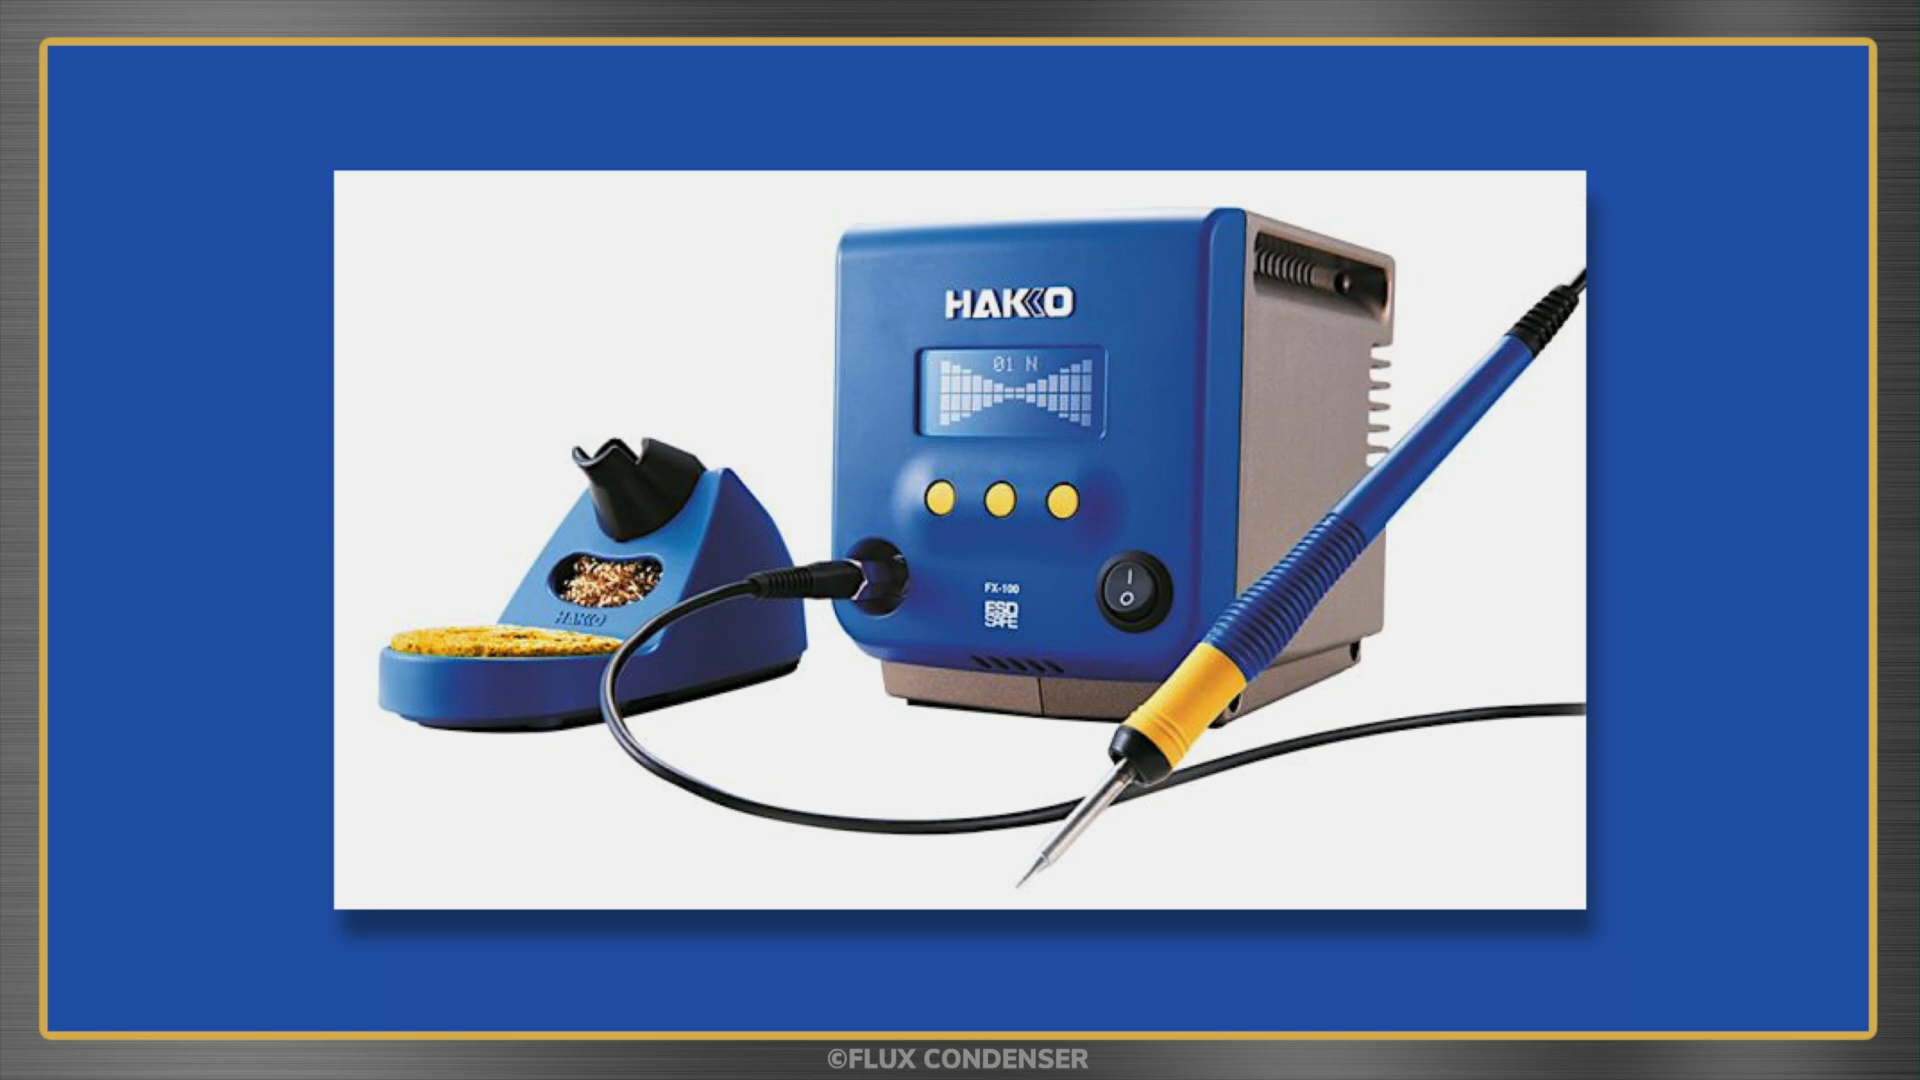 HAKKO
01 N
FX-100
ESD
SAFE
HAKKO
I
O
©FLUX CONDENSER